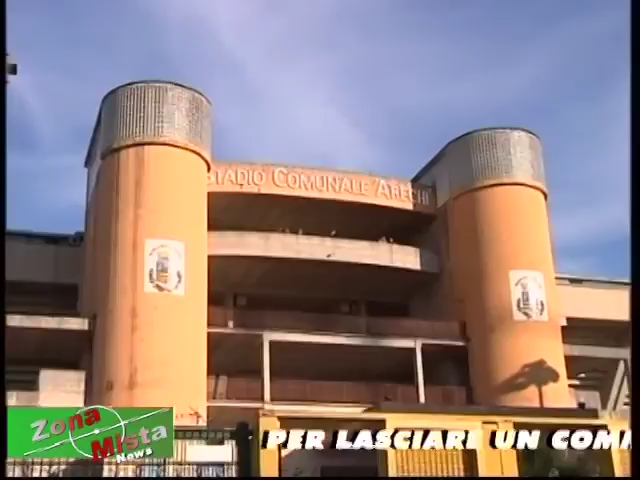 STADIO COMUNALE ARECHI
Zona
Mista
News
PER LASCIARE UN COM